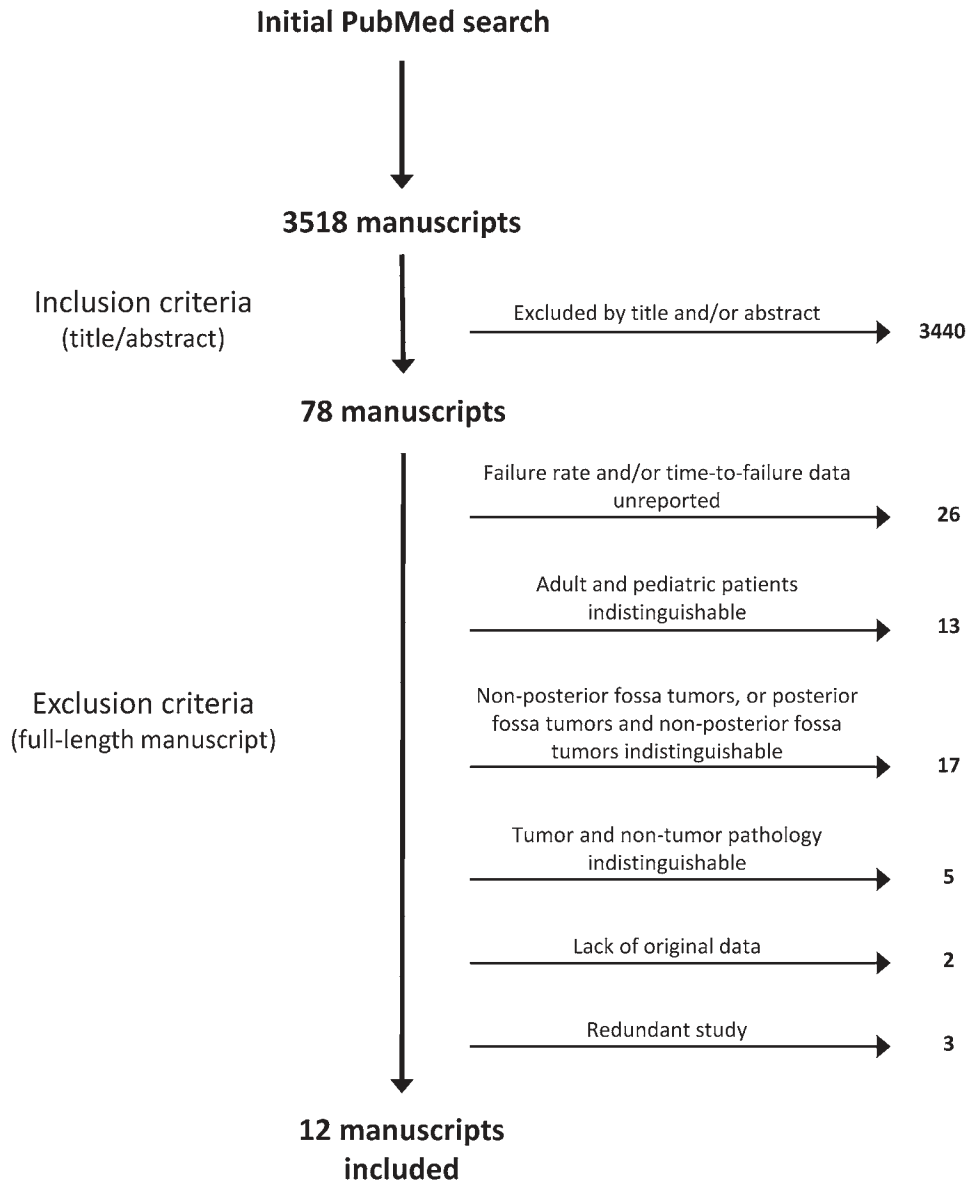 Initial PubMed search
3518 manuscripts
Inclusion criteria
(title/abstract)
Excluded by title and/or abstract
3440
78 manuscripts
Failure rate and/or time-to-failure data
unreported
26
Adult and pediatric patients
indistinguishable
13
Exclusion criteria
(full-length manuscript)
Non-posterior fossa tumors, or posterior
fossa tumors and non-posterior fossa
tumors indistinguishable
17
Tumor and non-tumor pathology
indistinguishable
5
Lack of original data
2
Redundant study
3
12 manuscripts
included